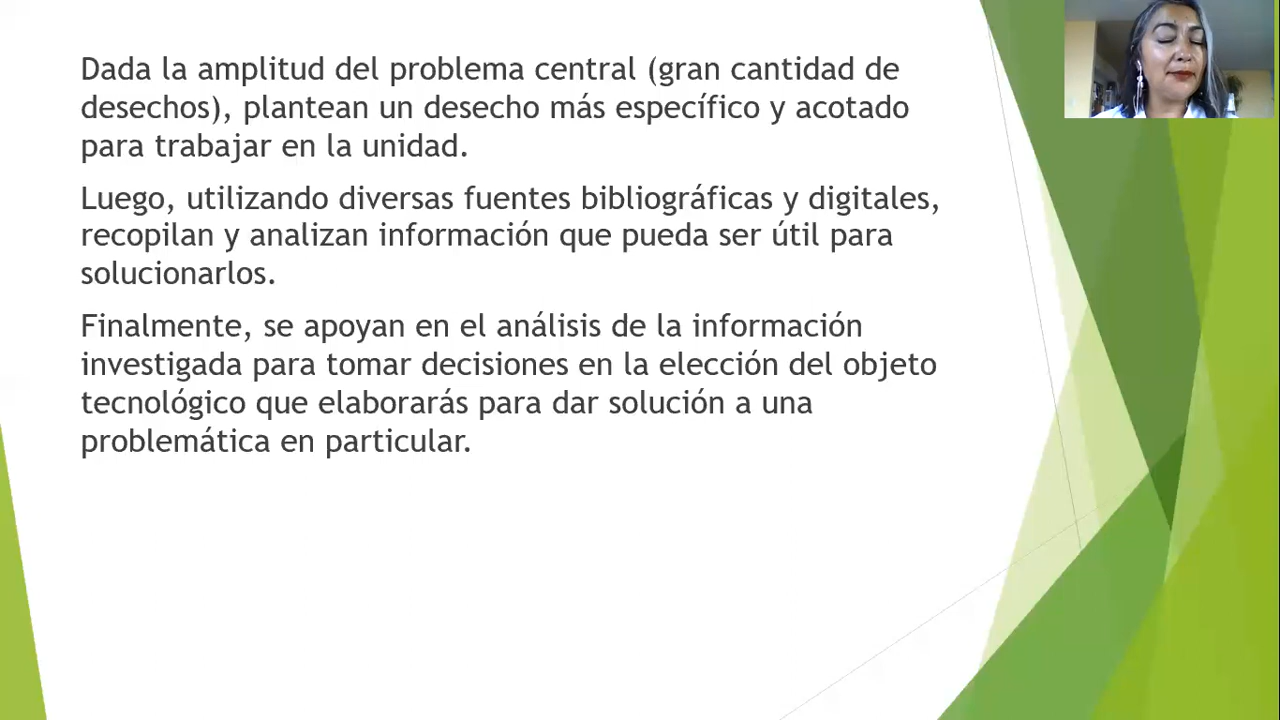 Dada la amplitud del problema central (gran cantidad de
desechos), plantean un desecho más específico y acotado
para trabajar en la unidad.
Luego, utilizando diversas fuentes bibliográficas y digitales,
recopilan y analizan información que pueda ser útil para
solucionarlos.
Finalmente, se apoyan en el análisis de la información
investigada para tomar decisiones en la elección del objeto
tecnológico que elaborarás para dar solución a una
problemática en particular.